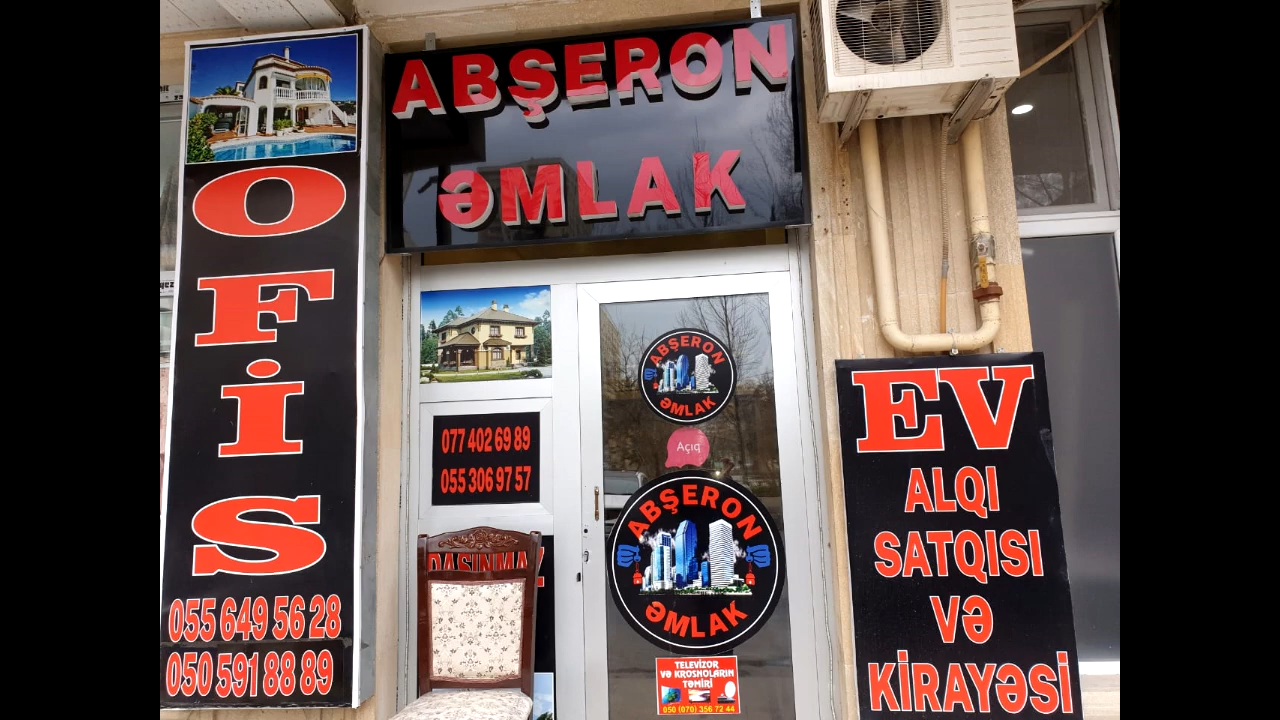 OFİS
055 649 56 28
050 591 88 89
ABŞERON
ƏMLAK
077 402 69 89
055 306 97 57
ABŞERON
ƏMLAK
Açıq
ABŞERON
ƏMLAK
TELEVİZOR
VƏ KROSNOLARIN
TƏMİRİ
050 (070) 356 72 44
EV
ALQI
SATQISI
VƏ
KİRAYƏSİ